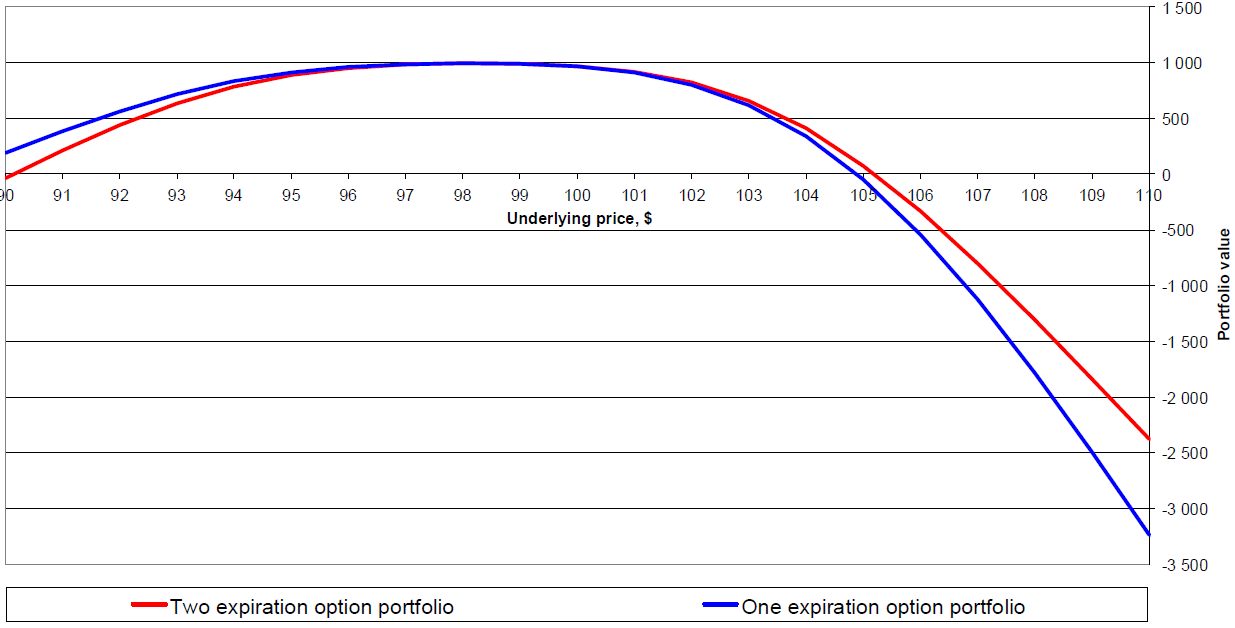 1 500
1 000
500
0
90 91 92 93 94 95 96 97 98 99 100 101 102 103 104 105 106 107 108 109 110
Underlying price, $
-500
Portfolio value
-1 000
-1 500
-2 000
-2 500
-3 000
-3 500
Two expiration option portfolio
One expiration option portfolio